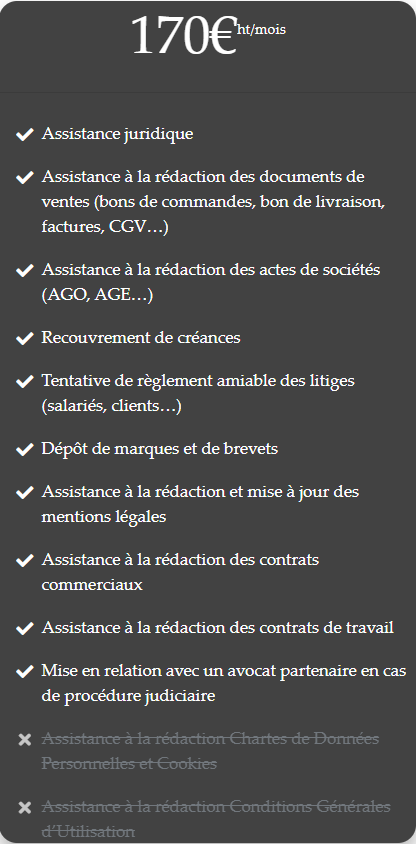 170€ht/mois
Assistance juridique
Assistance à la rédaction des documents de
ventes (bons de commandes, bon de livraison,
factures, CGV…)
Assistance à la rédaction des actes de sociétés
(AGO, AGE…)
Recouvrement de créances
Tentative de règlement amiable des litiges
(salariés, clients…)
Dépôt de marques et de brevets
Assistance à la rédaction et mise à jour des
mentions légales
Assistance à la rédaction des contrats
commerciaux
Assistance à la rédaction des contrats de travail
Mise en relation avec un avocat partenaire en cas
de procédure judiciaire
Assistance à la rédaction Chartes de Données
Personnelles et Cookies
Assistance à la rédaction Conditions Générales
d'Utilisation